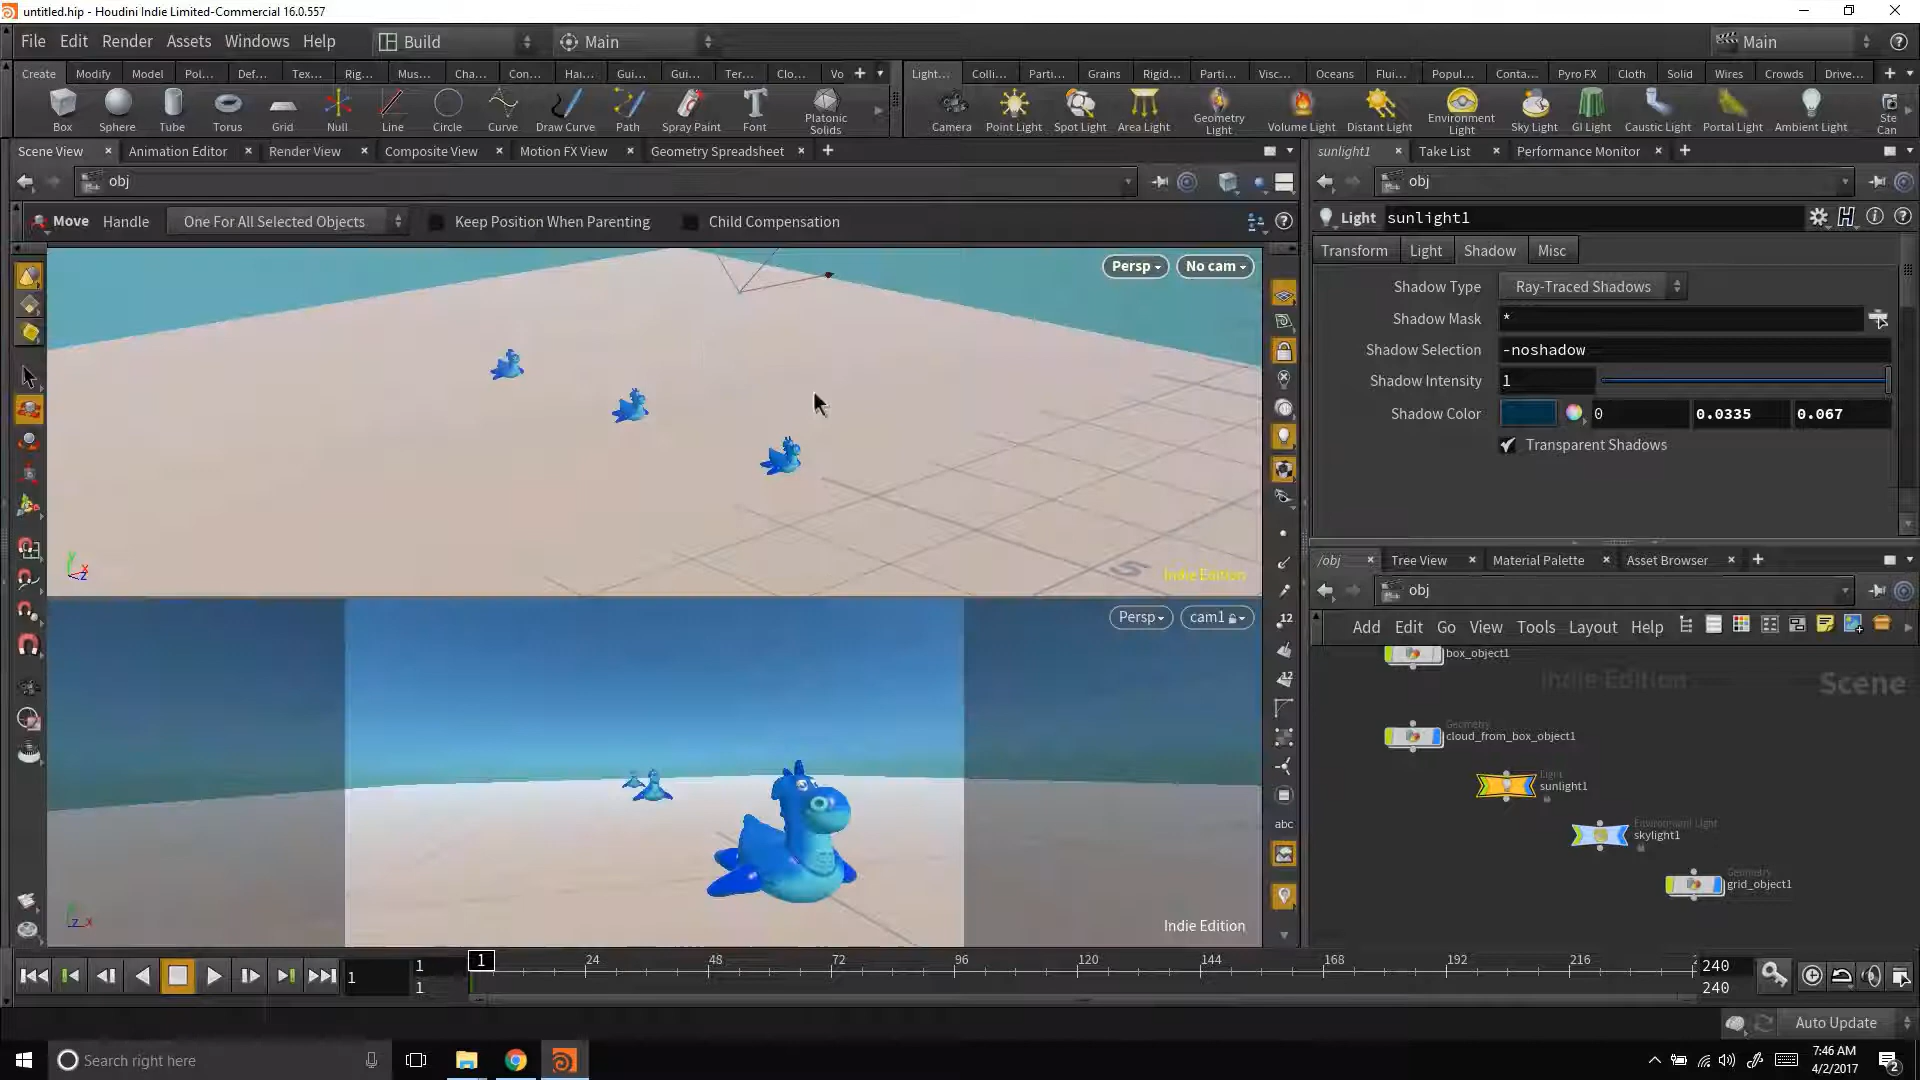 untitled.hip - Houdini Indie Limited-Commercial 16.0.557
File Edit Render Assets Windows Help Build Main Main
Create Modify Model Pol... Def... Tex... Rig... Mus... Cha... Con... Hai... Gui... Gui... Ter... Clo... Vo
Light... Colli... Parti... Grains Rigid... Parti... Visc... Oceans Flui... Popul... Conta... Pyro FX Cloth Solid Wires Crowds Drive...
Box Sphere Tube Torus Grid Null Line Circle Curve Draw Curve Path Spray Paint Font Platonic Solids
Camera Point Light Spot Light Area Light Geometry Light Volume Light Distant Light Environment Light Sky Light GI Light Caustic Light Portal Light Ambient Light Ste Can
Scene View Animation Editor Render View Composite View Motion FX View Geometry Spreadsheet
sunlight1 Take List Performance Monitor
obj
obj
Move Handle One For All Selected Objects Keep Position When Parenting Child Compensation
Light sunlight1
Transform Light Shadow Misc
Persp No cam
Shadow Type Ray-Traced Shadows
Shadow Mask *
Shadow Selection -noshadow
Shadow Intensity 1
Shadow Color 0 0.0335 0.067
Transparent Shadows
Indie Edition
/obj Tree View Material Palette Asset Browser
obj
Add Edit Go View Tools Layout Help
Persp cam1
12
12
abc
box_object1
Indie Edition Scene
Geometry
cloud_from_box_object1
Light
sunlight1
Environment Light
skylight1
Geometry
grid_object1
Indie Edition
1 1 1 1 24 48 72 96 120 144 168 192 216 2 240
240
Auto Update
Search right here
7:46 AM
4/2/2017
2